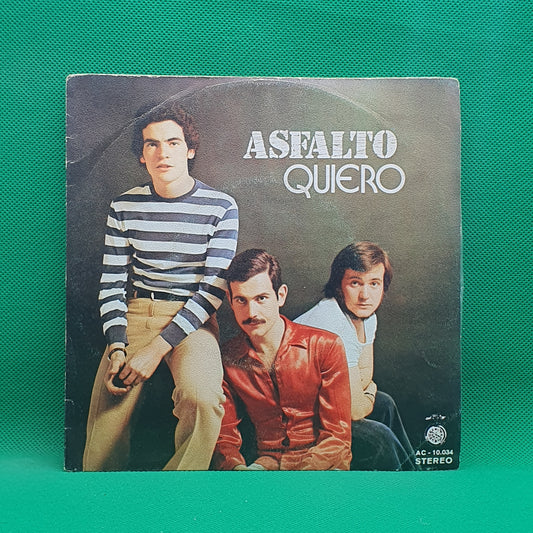 ASFALTO
QUIERO
AC - 10.034
STEREO